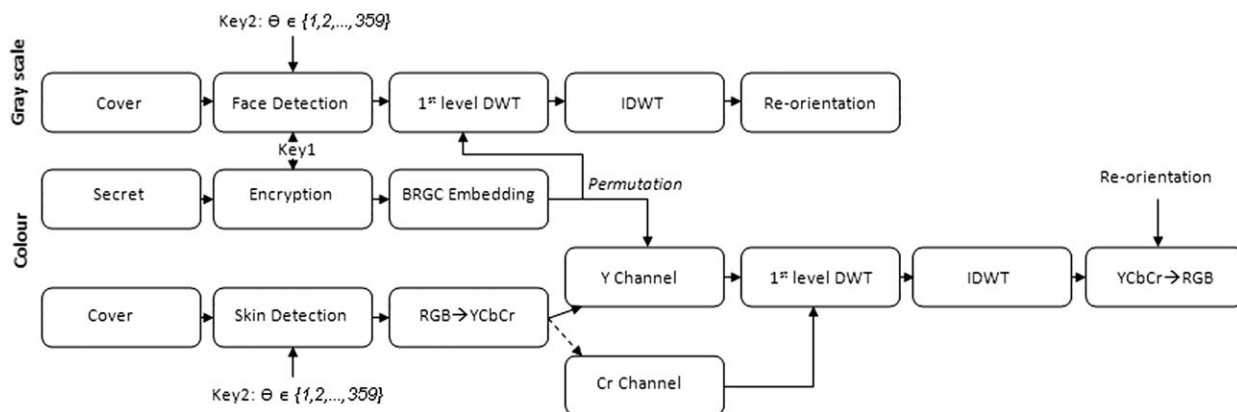 Key2: Ɵ ϵ {1,2,...,359}
Gray scale
Cover
Face Detection
1st level DWT
IDWT
Re-orientation
Key1
Secret
Encryption
BRGC Embedding
Permutation
Re-orientation
Colour
Y Channel
1st level DWT
IDWT
YCbCr→RGB
Cover
Skin Detection
RGB→YCbCr
Cr Channel
Key2: Ɵ ϵ {1,2,...,359}